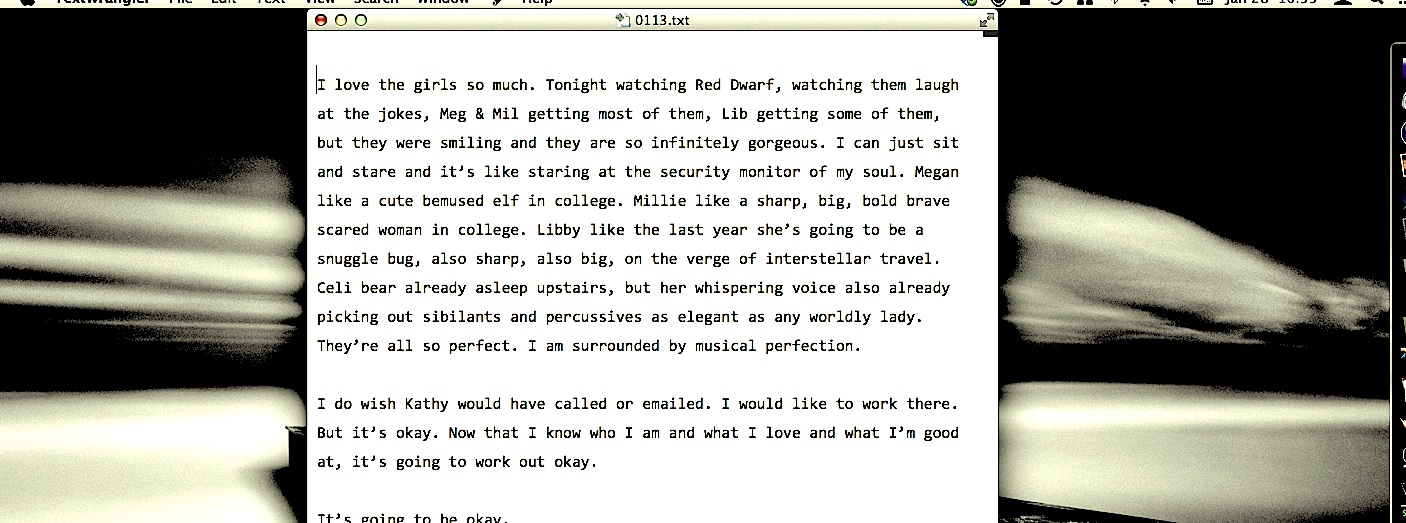 TextWrangler File Edit Text View Search Window Help
0113.txt
I love the girls so much. Tonight watching Red Dwarf, watching them laugh
at the jokes, Meg & Mil getting most of them, Lib getting some of them,
but they were smiling and they are so infinitely gorgeous. I can just sit
and stare and it’s like staring at the security monitor of my soul. Megan
like a cute bemused elf in college. Millie like a sharp, big, bold brave
scared woman in college. Libby like the last year she’s going to be a
snuggle bug, also sharp, also big, on the verge of interstellar travel.
Celi bear already asleep upstairs, but her whispering voice also already
picking out sibilants and percussives as elegant as any worldly lady.
They’re all so perfect. I am surrounded by musical perfection.
I do wish Kathy would have called or emailed. I would like to work there.
But it’s okay. Now that I know who I am and what I love and what I’m good
at, it’s going to work out okay.
It’s going to be okay.